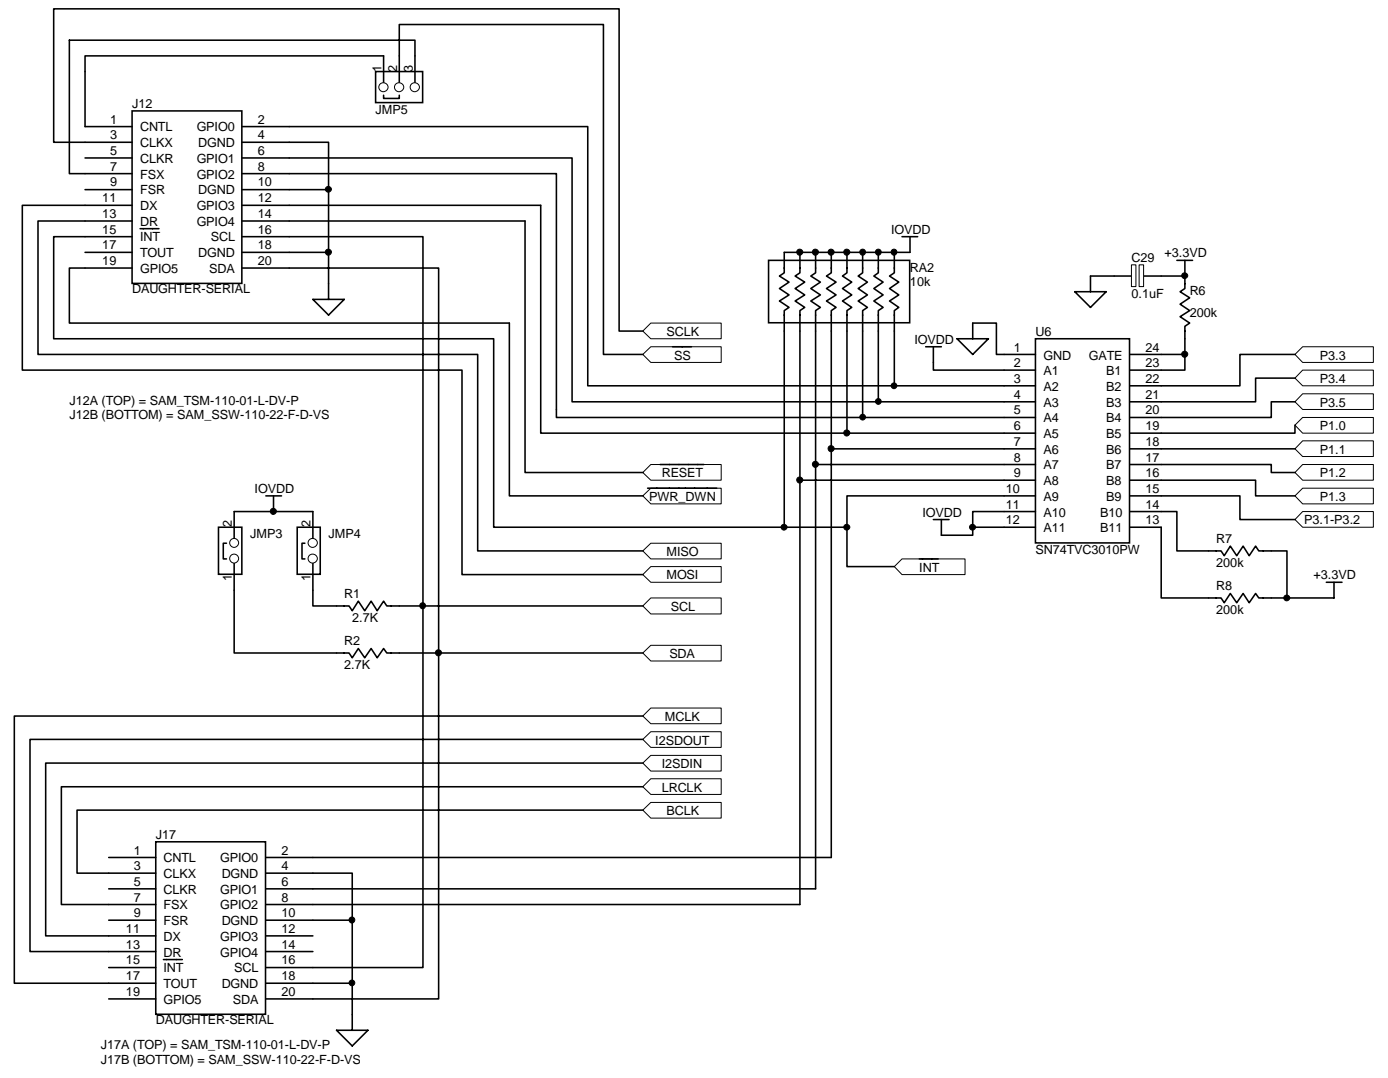 JMP5
1 2 3
J12
1 CNTL GPIO0 2
3 CLKX DGND 4
5 CLKR GPIO1 6
7 FSX GPIO2 8
9 FSR DGND 10
11 DX GPIO3 12
13 DR GPIO4 14
15 INT SCL 16
17 TOUT DGND 18
19 GPIO5 SDA 20
DAUGHTER-SERIAL
J12A (TOP) = SAM_TSM-110-01-L-DV-P
J12B (BOTTOM) = SAM_SSW-110-22-F-D-VS
SCLK
SS
RESET
PWR_DWN
MISO
MOSI
SCL
SDA
MCLK
I2SDOUT
I2SDIN
LRCLK
BCLK
IOVDD
2 JMP3 2 JMP4
1 1
R1
2.7K
R2
2.7K
IOVDD
RA2
10k
C29 +3.3VD
0.1uF
R6
200k
IOVDD
U6
1 GND GATE 24
2 A1 B1 23
3 A2 B2 22
4 A3 B3 21
5 A4 B4 20
6 A5 B5 19
7 A6 B6 18
8 A7 B7 17
9 A8 B8 16
10 A9 B9 15
11 A10 B10 14
12 A11 B11 13
SN74TVC3010PW
IOVDD
INT
P3.3
P3.4
P3.5
P1.0
P1.1
P1.2
P1.3
P3.1-P3.2
R7
200k
R8
200k
+3.3VD
J17
1 CNTL GPIO0 2
3 CLKX DGND 4
5 CLKR GPIO1 6
7 FSX GPIO2 8
9 FSR DGND 10
11 DX GPIO3 12
13 DR GPIO4 14
15 INT SCL 16
17 TOUT DGND 18
19 GPIO5 SDA 20
DAUGHTER-SERIAL
J17A (TOP) = SAM_TSM-110-01-L-DV-P
J17B (BOTTOM) = SAM_SSW-110-22-F-D-VS